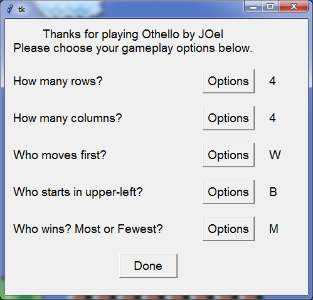 tk
Thanks for playing Othello by JOel
Please choose your gameplay options below.
How many rows? Options 4
How many columns? Options 4
Who moves first? Options W
Who starts in upper-left? Options B
Who wins? Most or Fewest? Options M
Done